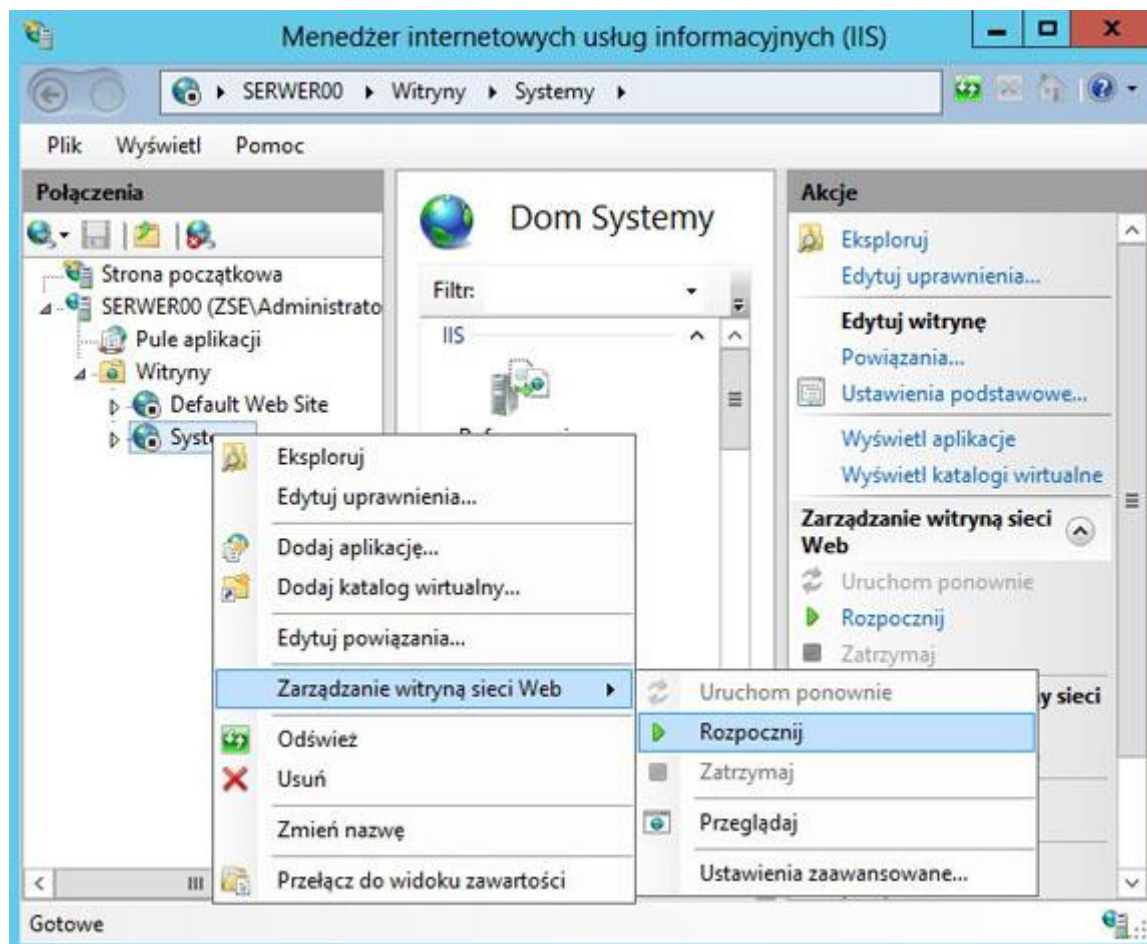 Menedżer internetowych usług informacyjnych (IIS)
SERWER00 Witryny Systemy
Plik Wyświetl Pomoc
Połączenia
Strona początkowa
SERWER00 (ZSE\Administrato
Pule aplikacji
Witryny
Default Web Site
Dom Systemy
Filtr:
IIS
Akcje
Eksploruj
Edytuj uprawnienia...
Edytuj witrynę
Powiązania...
Ustawienia podstawowe...
Wyświetl aplikacje
Wyświetl katalogi wirtualne
Zarządzanie witryną sieci
Web
Uruchom ponownie
Rozpocznij
Zatrzymaj
y sieci
Eksploruj
Edytuj uprawnienia...
Dodaj aplikację...
Dodaj katalog wirtualny...
Edytuj powiązania...
Zarządzanie witryną sieci Web
Odśwież
Usuń
Zmień nazwę
Przełącz do widoku zawartości
Uruchom ponownie
Rozpocznij
Zatrzymaj
Przeglądaj
Ustawienia zaawansowane...
Gotowe